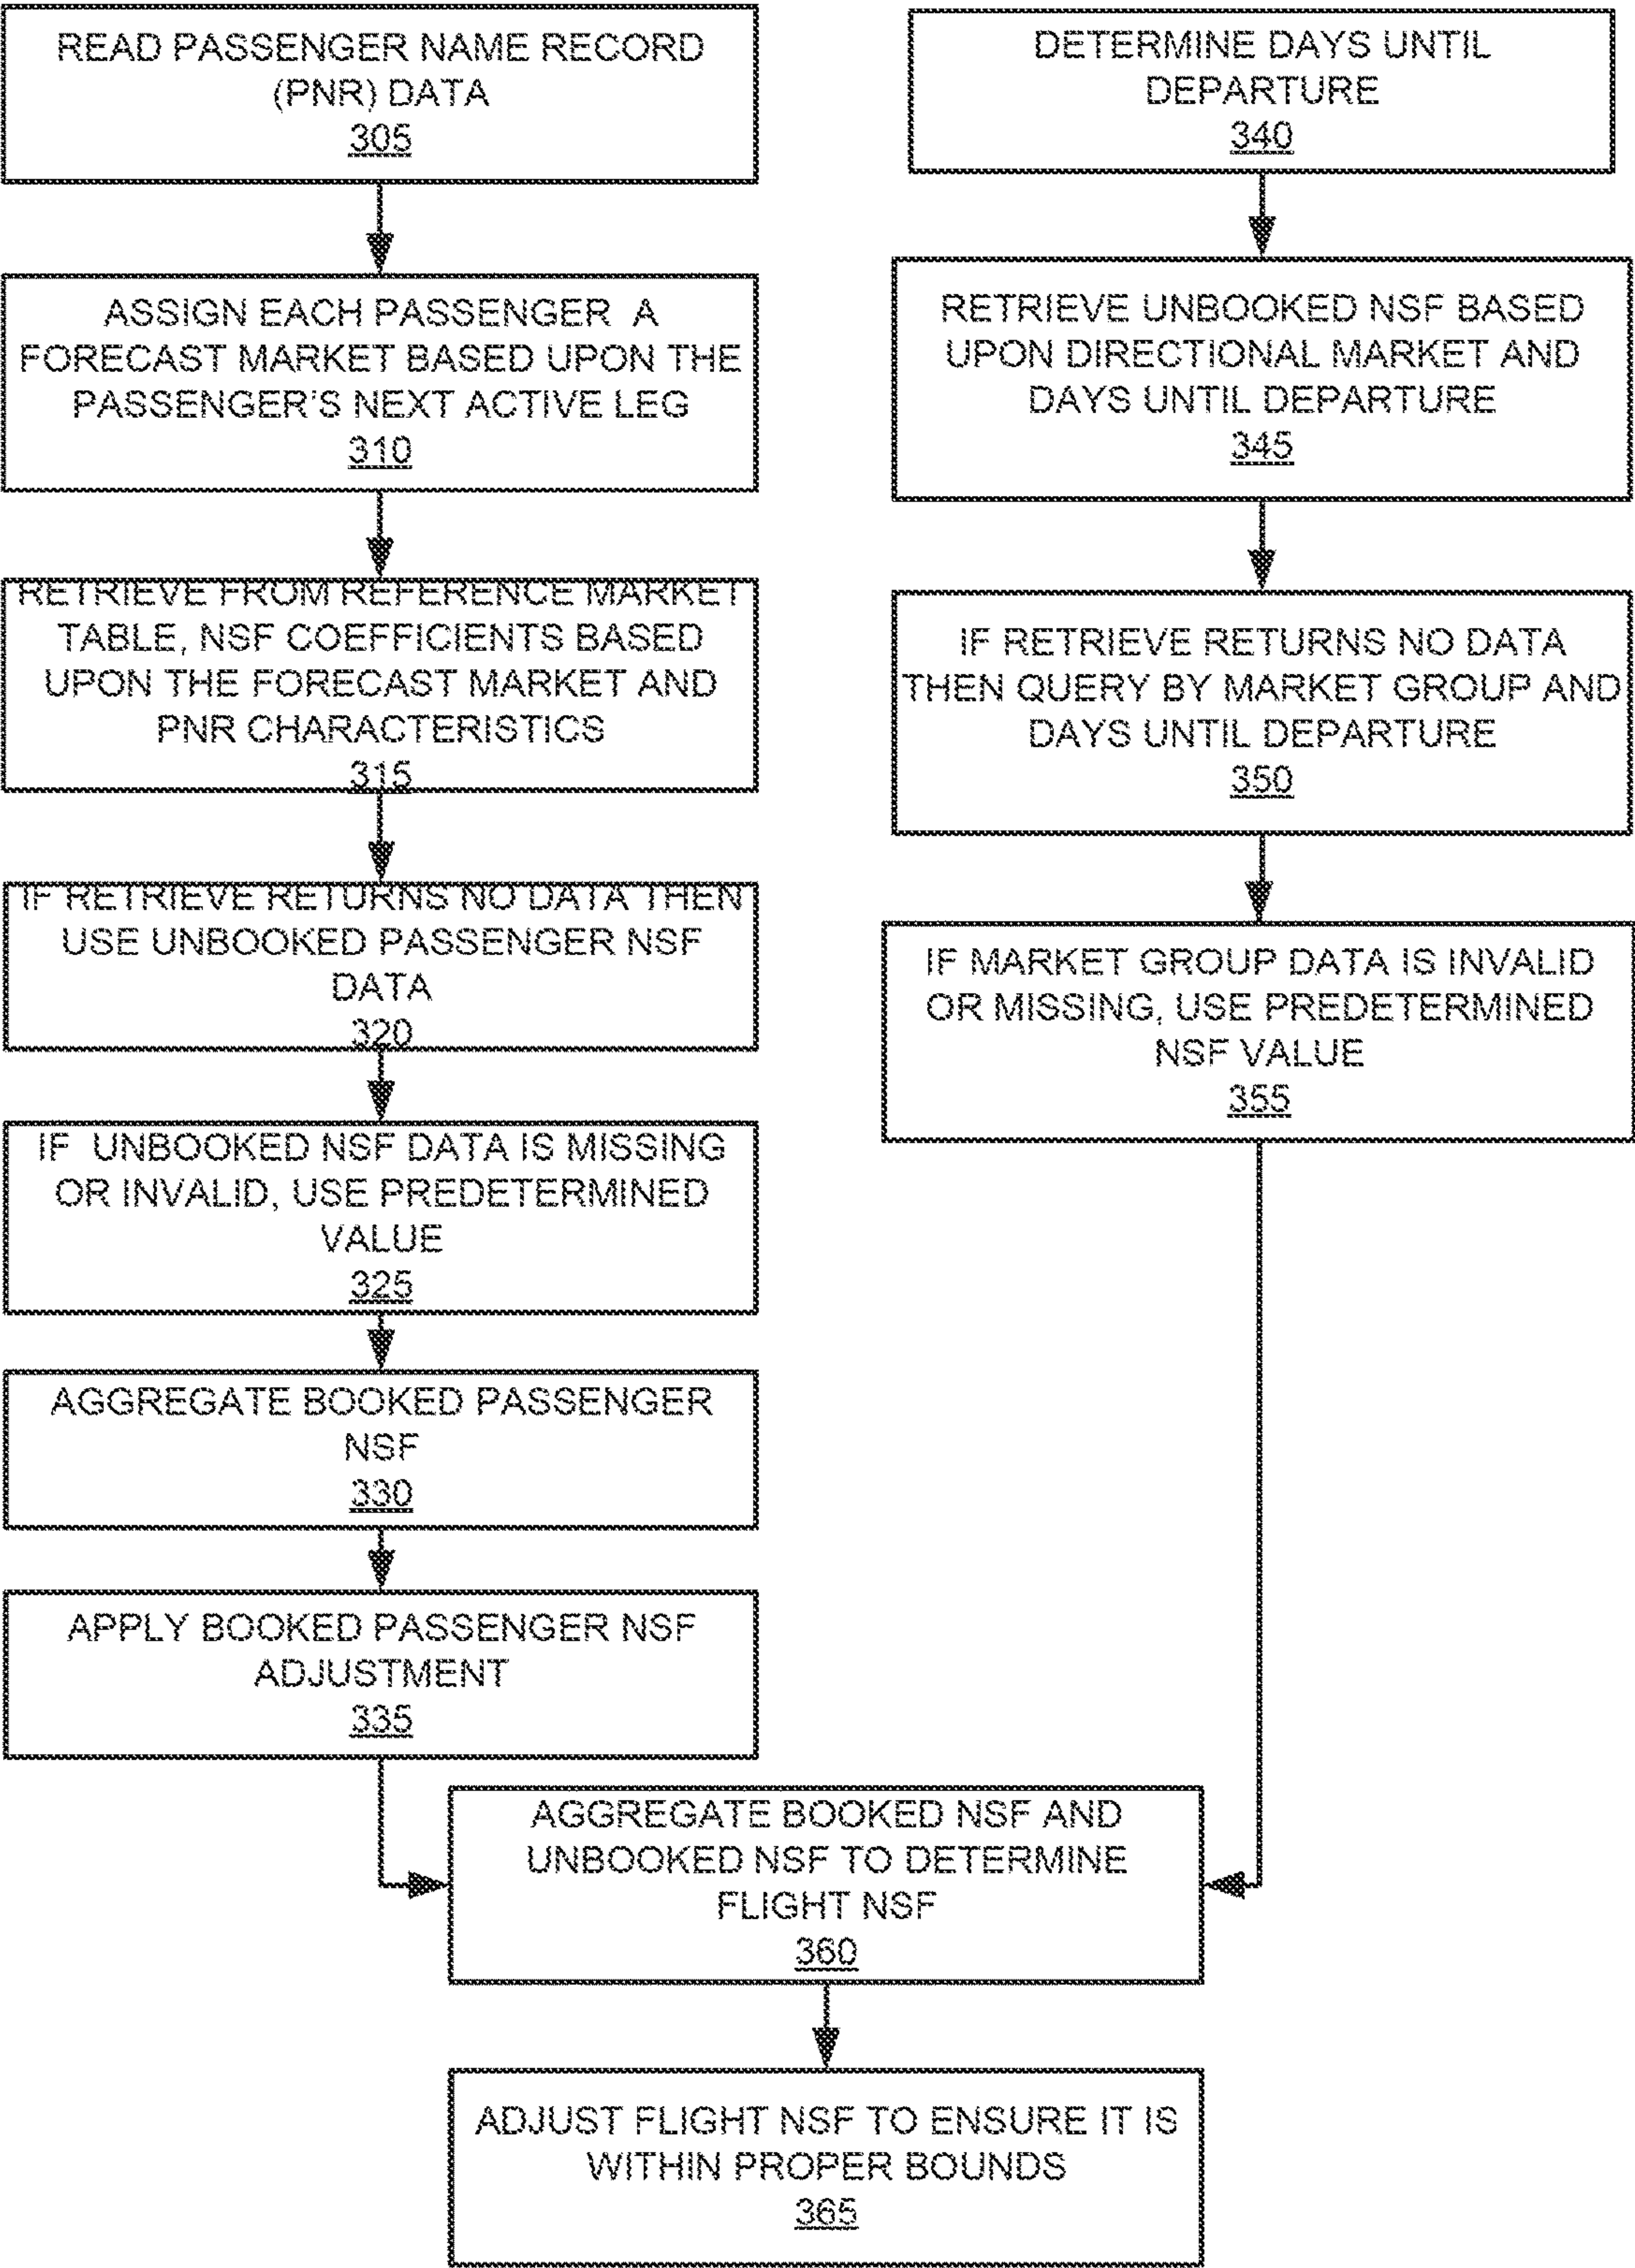 READ PASSENGER NAME RECORD
(PNR) DATA
305
ASSIGN EACH PASSENGER A
FORECAST MARKET BASED UPON THE
PASSENGER'S NEXT ACTIVE LEG
310
RETRIEVE FROM REFERENCE MARKET
TABLE, NSF COEFFICIENTS BASED
UPON THE FORECAST MARKET AND
PNR CHARACTERISTICS
315
IF RETRIEVE RETURNS NO DATA THEN
USE UNBOOKED PASSENGER NSF
DATA
320
IF UNBOOKED NSF DATA IS MISSING
OR INVALID, USE PREDETERMINED
VALUE
325
AGGREGATE BOOKED PASSENGER
NSF
330
APPLY BOOKED PASSENGER NSF
ADJUSTMENT
335
DETERMINE DAYS UNTIL
DEPARTURE
340
RETRIEVE UNBOOKED NSF BASED
UPON DIRECTIONAL MARKET AND
DAYS UNTIL DEPARTURE
345
IF RETRIEVE RETURNS NO DATA
THEN QUERY BY MARKET GROUP AND
DAYS UNTIL DEPARTURE
350
IF MARKET GROUP DATA IS INVALID
OR MISSING, USE PREDETERMINED
NSF VALUE
355
AGGREGATE BOOKED NSF AND
UNBOOKED NSF TO DETERMINE
FLIGHT NSF
360
ADJUST FLIGHT NSF TO ENSURE IT IS
WITHIN PROPER BOUNDS
365